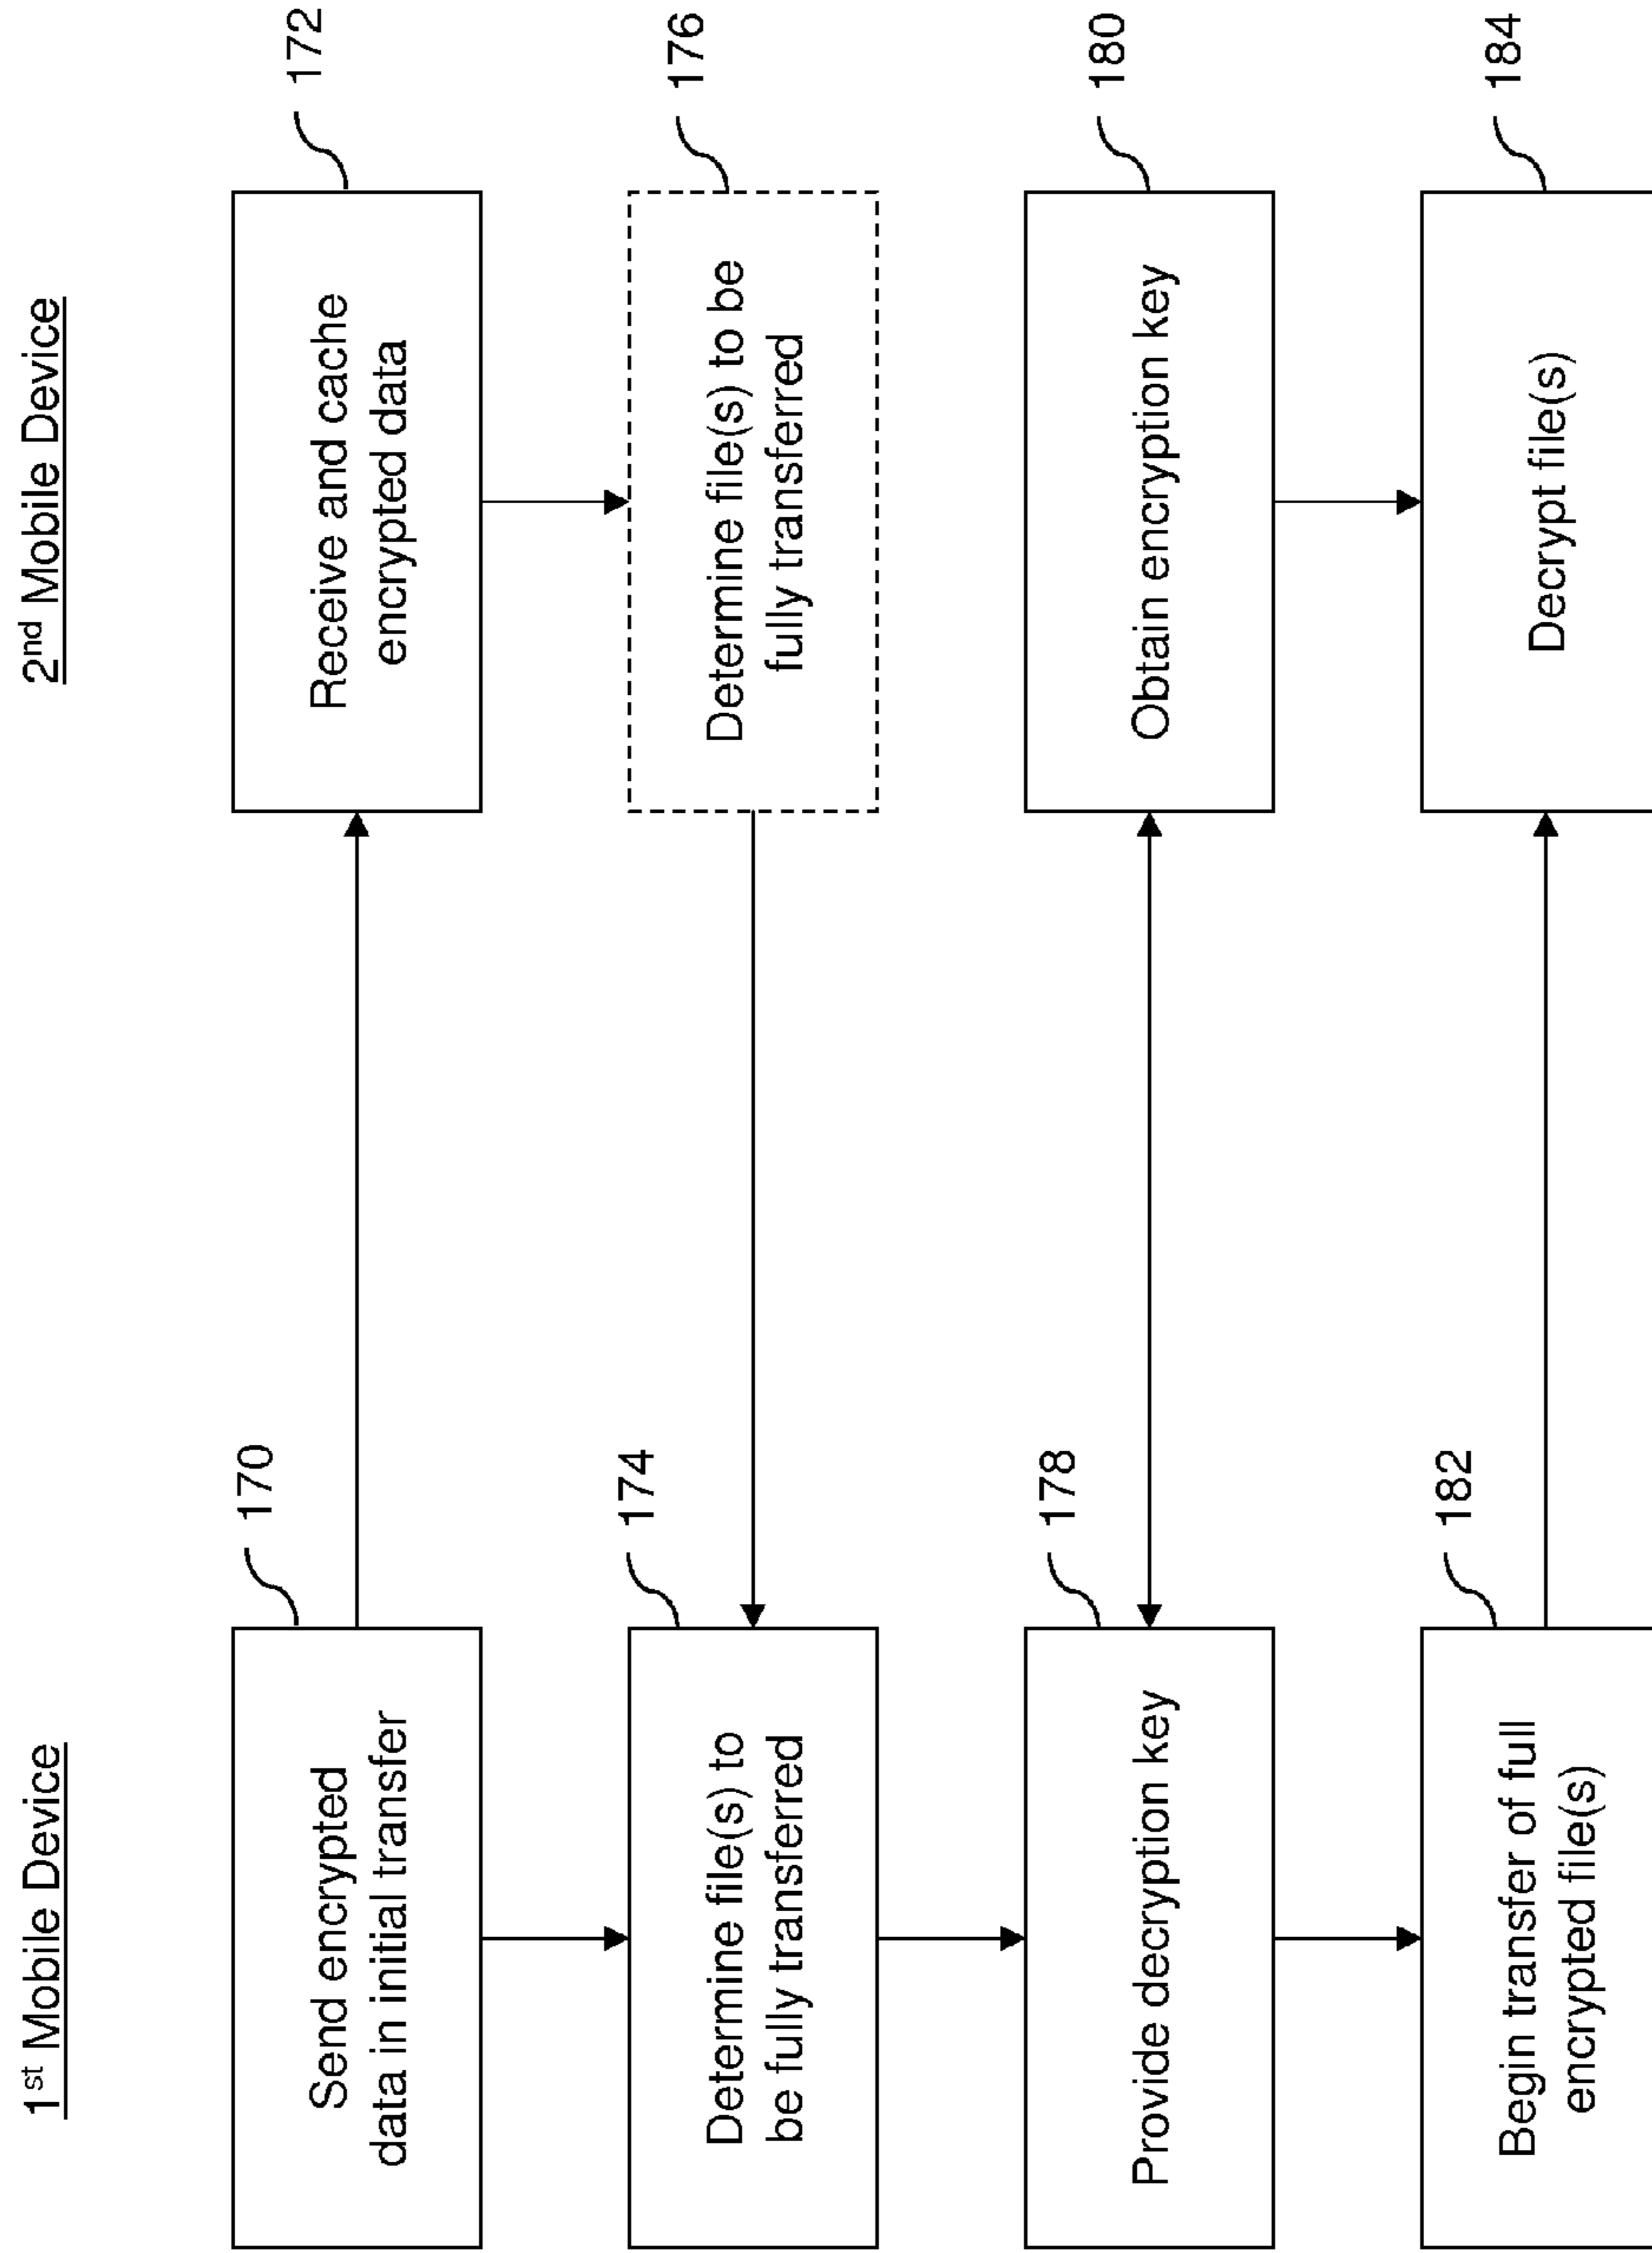 1st Mobile Device
2nd Mobile Device
170
Send encrypted
data in initial transfer
172
Receive and cache
encrypted data
174
Determine file(s) to
be fully transferred
176
Determine file(s) to be
fully transferred
178
Provide decryption key
180
Obtain encryption key
182
Begin transfer of full
encrypted file(s)
184
Decrypt file(s)